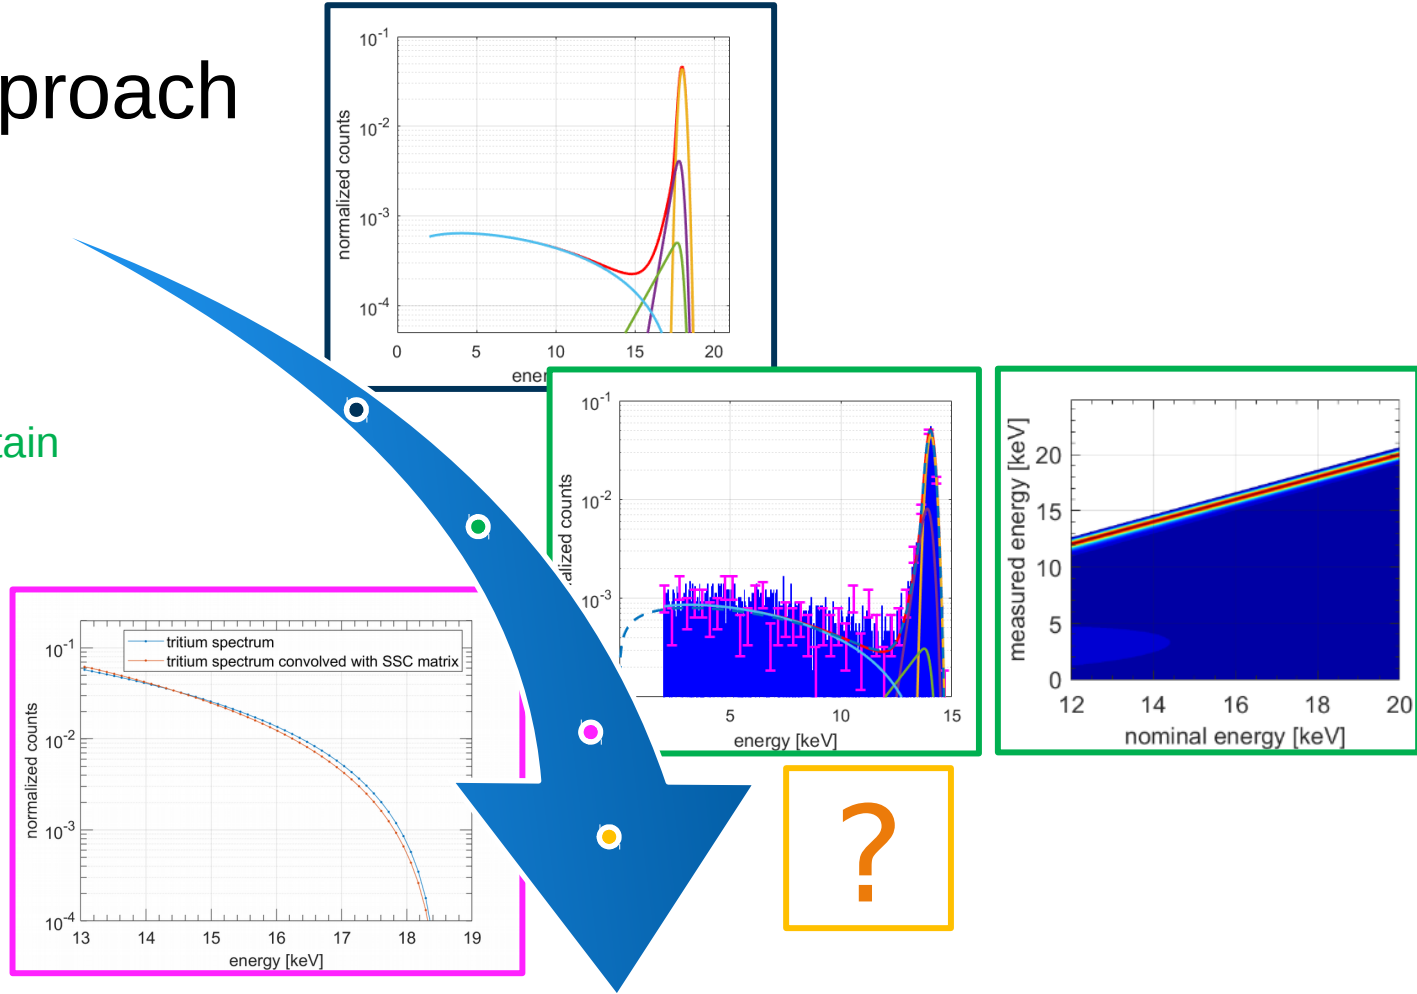 proach
tain
10-1
10-2
10-3
10-4
normalized counts
0 5 10 15 20
ener
10-1
10-2
10-3
alized counts
5 10 15
energy [keV]
measured energy [keV]
20
15
10
5
0
12 14 16 18 20
nominal energy [keV]
tritium spectrum
tritium spectrum convolved with SSC matrix
10-1
10-2
10-3
10-4
normalized counts
13 14 15 16 17 18 19
energy [keV]
?